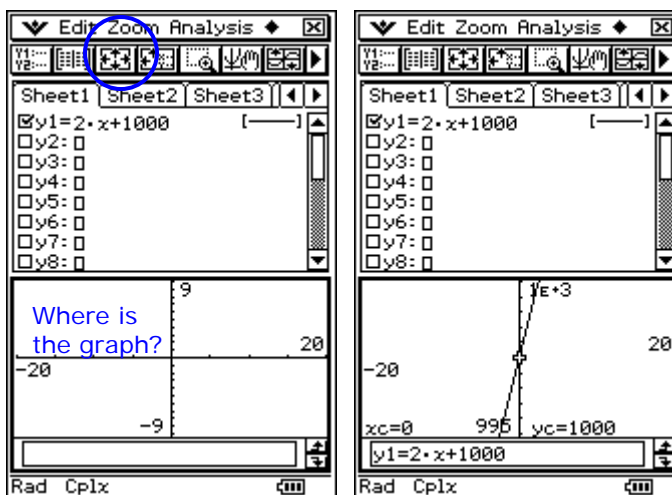 Edit Zoom Analysis
Sheet1 Sheet2 Sheet3
y1=2·x+1000 [—]
y2:
y3:
y4:
y5:
y6:
y7:
y8:
9
Where is
the graph?
20
-20
-9
Rad Cplx
Edit Zoom Analysis
Sheet1 Sheet2 Sheet3
y1=2·x+1000 [—]
y2:
y3:
y4:
y5:
y6:
y7:
y8:
20
-20
xc=0 995 yc=1000
y1=2·x+1000
Rad Cplx